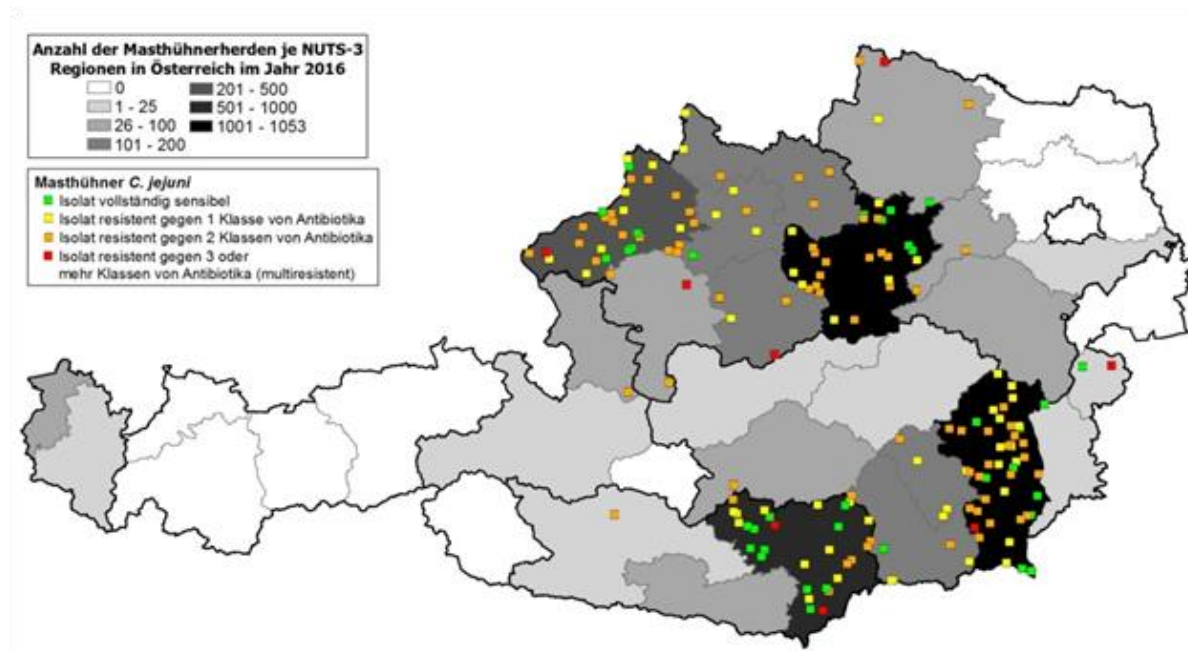 Anzahl der Masthühnerherden je NUTS-3
Regionen in Österreich im Jahr 2016
0
201 - 500
1 - 25
501 - 1000
26 - 100
1001 - 1053
101 - 200
Masthühner C. jejuni
Isolat vollständig sensibel
Isolat resistent gegen 1 Klasse von Antibiotika
Isolat resistent gegen 2 Klassen von Antibiotika
Isolat resistent gegen 3 oder
mehr Klassen von Antibiotika (multiresistent)